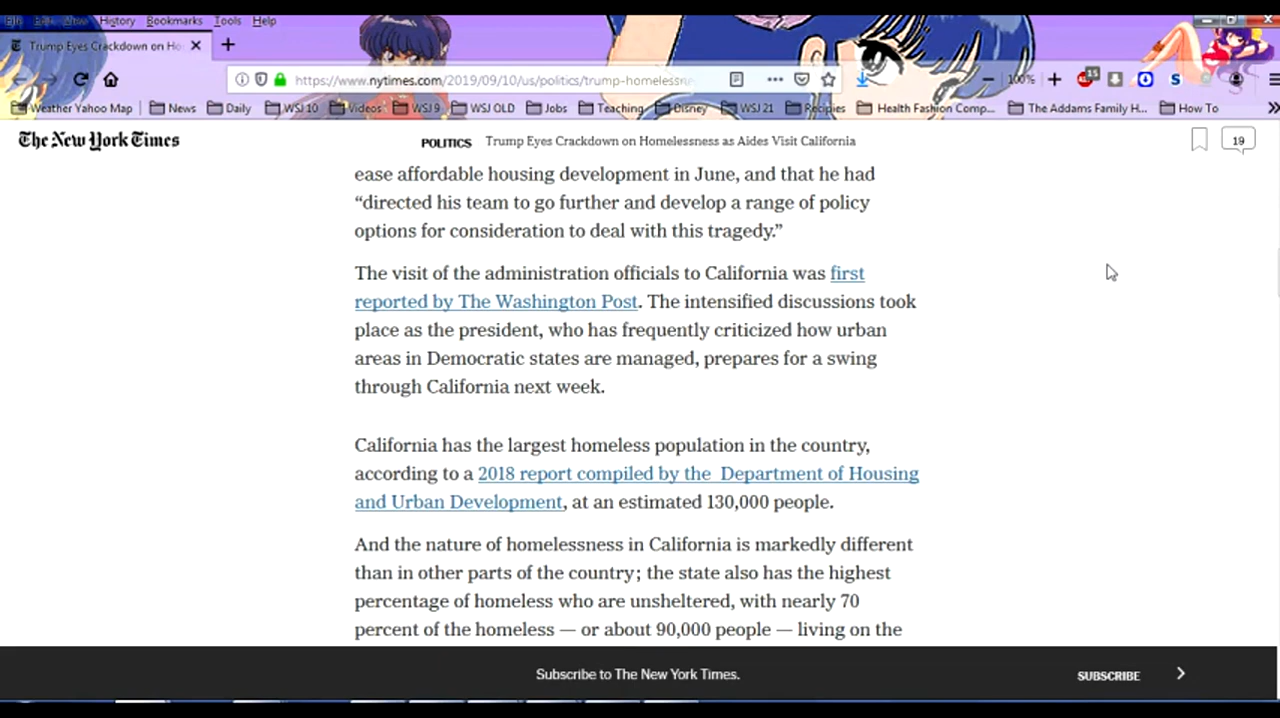 File Edit View History Bookmarks Tools Help
Trump Eyes Crackdown on Ho
https://www.nytimes.com/2019/09/10/us/politics/trump-homelessn
100%
15
Weather Yahoo Map News Daily WSJ 10 Videos WSJ 9 WSJ OLD Jobs Teaching Disney WSJ 21 Recipies Health Fashion Comp... The Addams Family H... How To
The New York Times
POLITICS Trump Eyes Crackdown on Homelessness as Aides Visit California
19
ease affordable housing development in June, and that he had
“directed his team to go further and develop a range of policy
options for consideration to deal with this tragedy.”
The visit of the administration officials to California was first
reported by The Washington Post. The intensified discussions took
place as the president, who has frequently criticized how urban
areas in Democratic states are managed, prepares for a swing
through California next week.
California has the largest homeless population in the country,
according to a 2018 report compiled by the Department of Housing
and Urban Development, at an estimated 130,000 people.
And the nature of homelessness in California is markedly different
than in other parts of the country; the state also has the highest
percentage of homeless who are unsheltered, with nearly 70
percent of the homeless — or about 90,000 people — living on the
Subscribe to The New York Times.
SUBSCRIBE